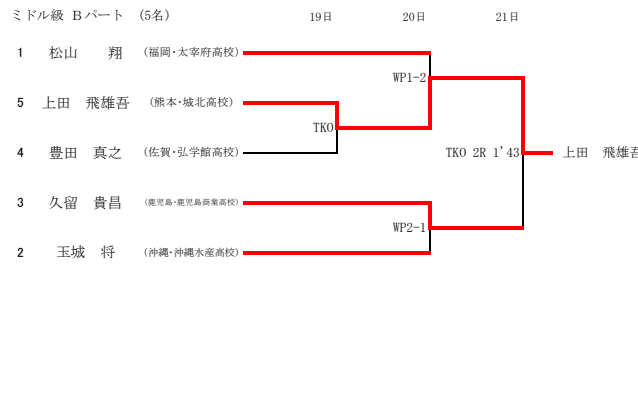 ミドル級 Bパート (5名) 19日 20日 21日
1 松山 翔 (福岡・太宰府高校)
WP1-2
5 上田 飛雄吾 (熊本・城北高校)
TKO
4 豊田 真之 (佐賀・弘学館高校) TKO 2R 1'43 上田 飛雄吾
3 久留 貴昌 (鹿児島・鹿児島商業高校)
WP2-1
2 玉城 将 (沖縄・沖縄水産高校)